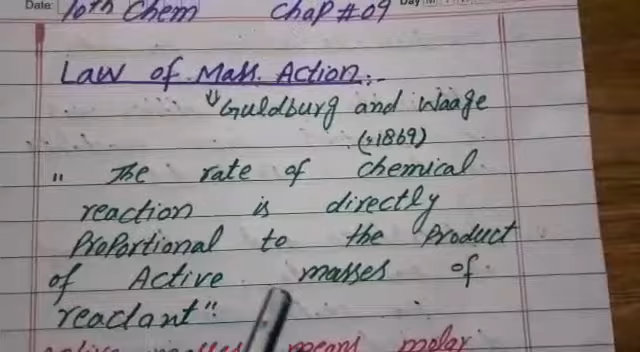 Date: 10th Chem Chap #09 Day M
Law of Mass Action:-
Guldburg and Waage
(1869)
" The rate of chemical
reaction is directly
Proportional to the Product
of Active masses of
reactant".
means molar